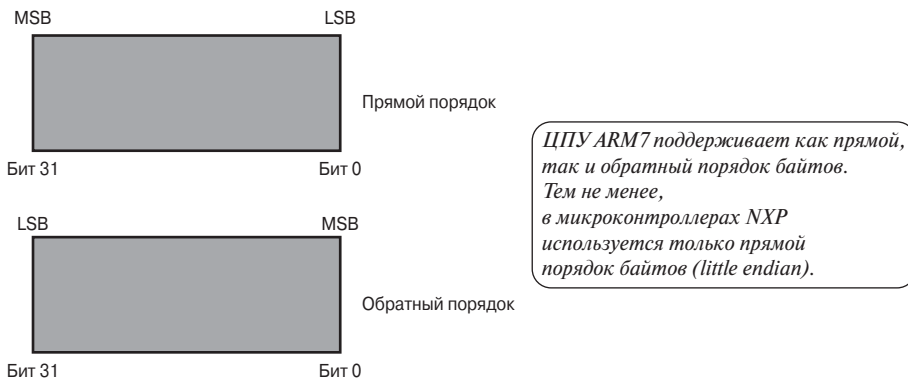 MSB LSB
Прямой порядок
Бит 31 Бит 0
LSB MSB
Обратный порядок
Бит 31 Бит 0
ЦПУ ARM7 поддерживает как прямой,
так и обратный порядок байтов.
Тем не менее,
в микроконтроллерах NXP
используется только прямой
порядок байтов (little endian).